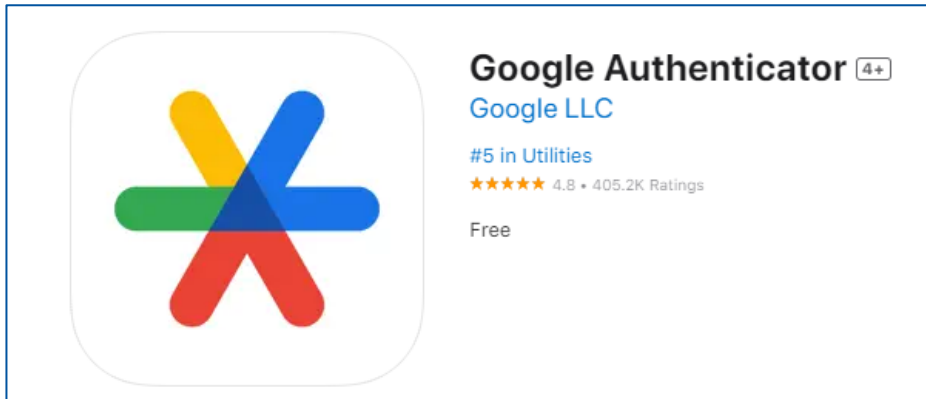 Google Authenticator 4+
Google LLC
#5 in Utilities
★★★★★ 4.8 • 405.2K Ratings
Free